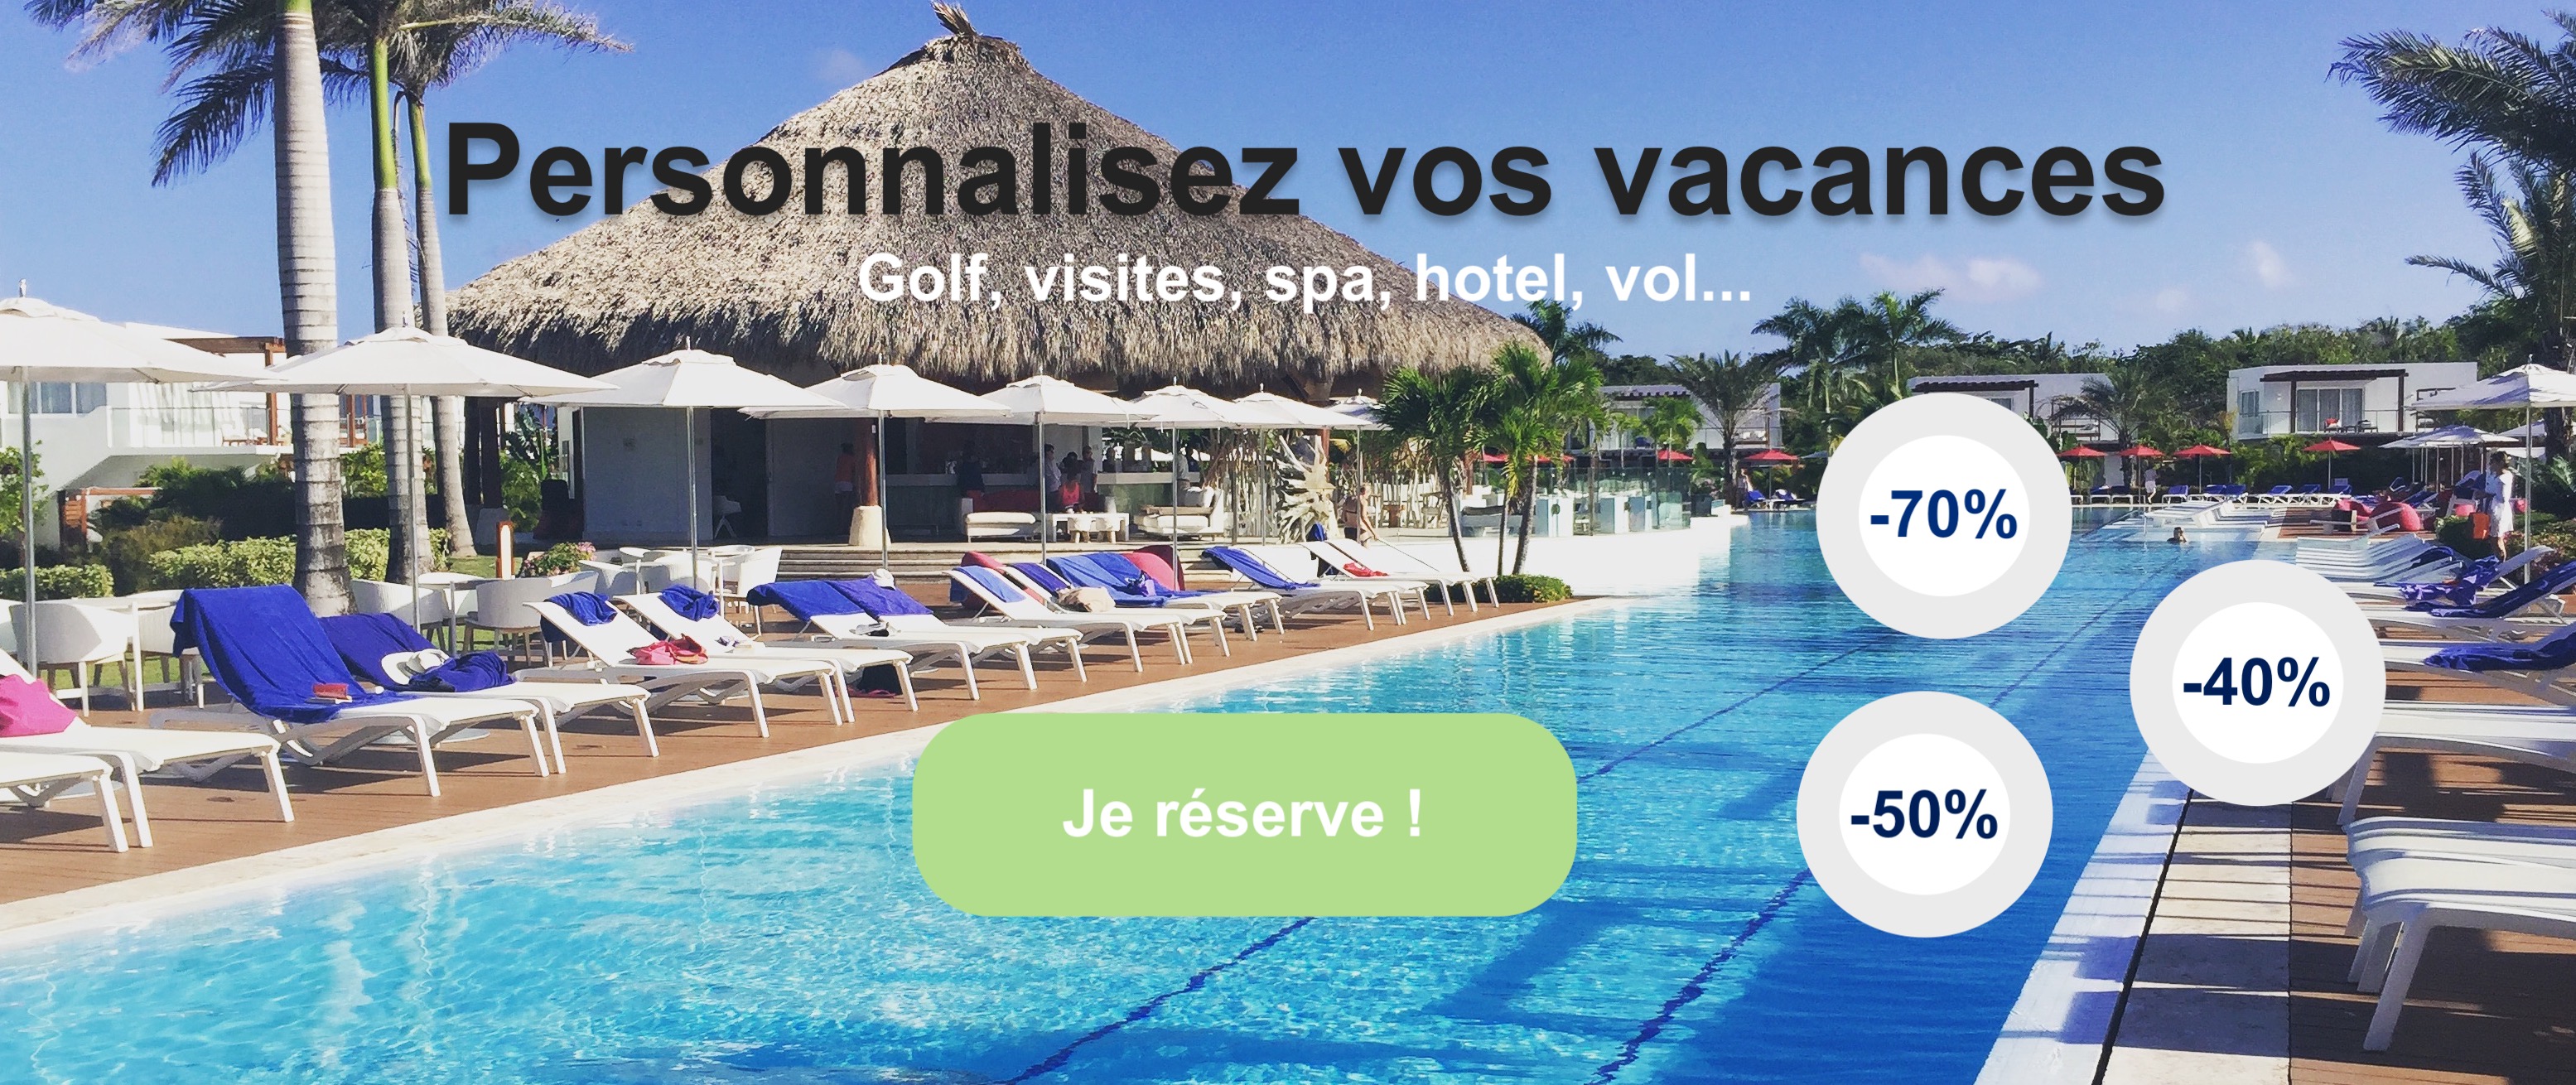 Personnalisez vos vacances
Golf, visites, spa, hotel, vol...
-70%
-40%
Je réserve !
-50%